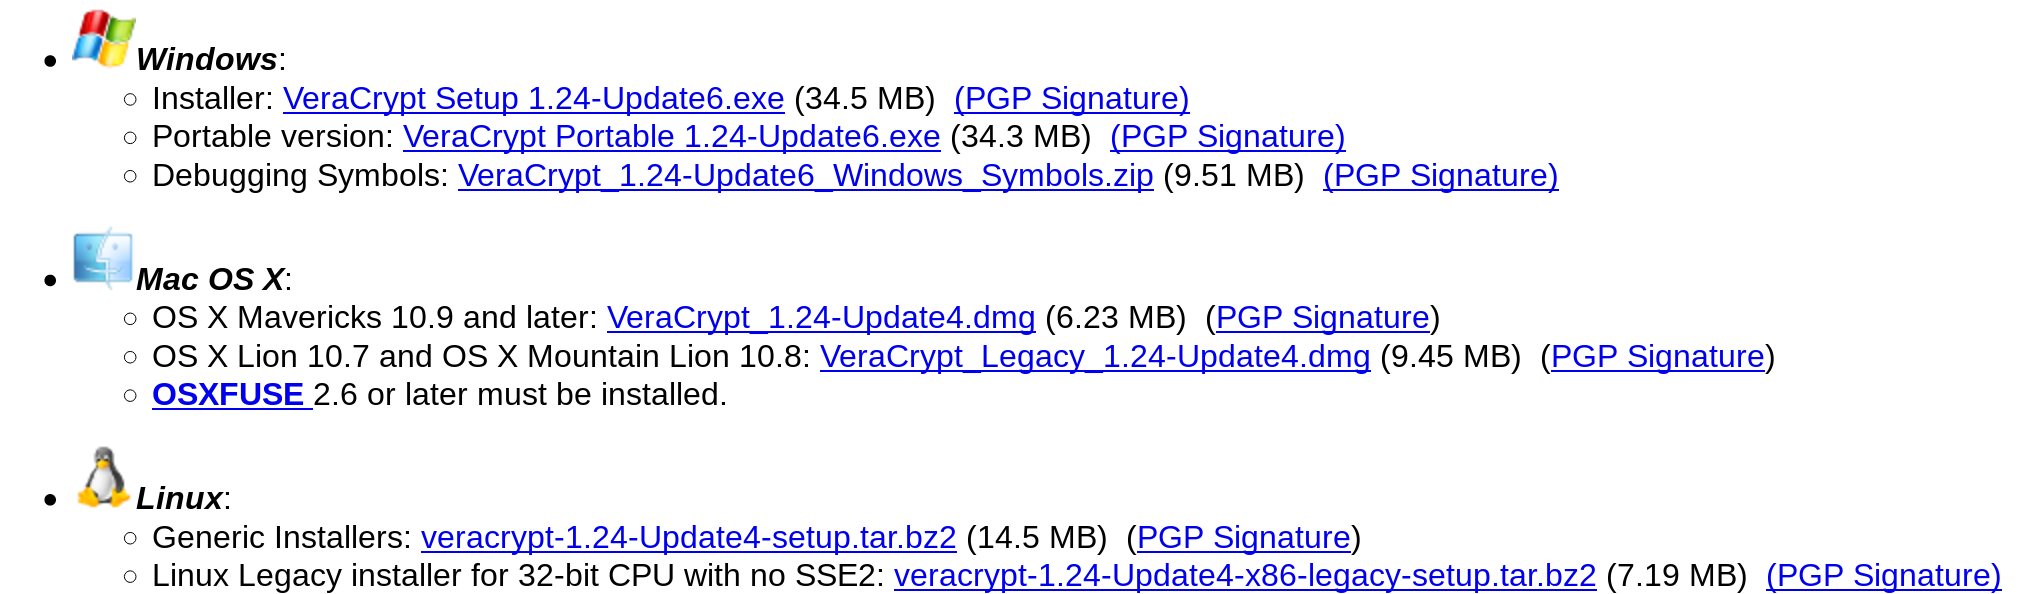 Windows:
Installer: VeraCrypt Setup 1.24-Update6.exe (34.5 MB)  (PGP Signature)
Portable version: VeraCrypt Portable 1.24-Update6.exe (34.3 MB)  (PGP Signature)
Debugging Symbols: VeraCrypt_1.24-Update6_Windows_Symbols.zip (9.51 MB)  (PGP Signature)
Mac OS X:
OS X Mavericks 10.9 and later: VeraCrypt_1.24-Update4.dmg (6.23 MB)  (PGP Signature)
OS X Lion 10.7 and OS X Mountain Lion 10.8: VeraCrypt_Legacy_1.24-Update4.dmg (9.45 MB)  (PGP Signature)
OSXFUSE 2.6 or later must be installed.
Linux:
Generic Installers: veracrypt-1.24-Update4-setup.tar.bz2 (14.5 MB)  (PGP Signature)
Linux Legacy installer for 32-bit CPU with no SSE2: veracrypt-1.24-Update4-x86-legacy-setup.tar.bz2 (7.19 MB)  (PGP Signature)